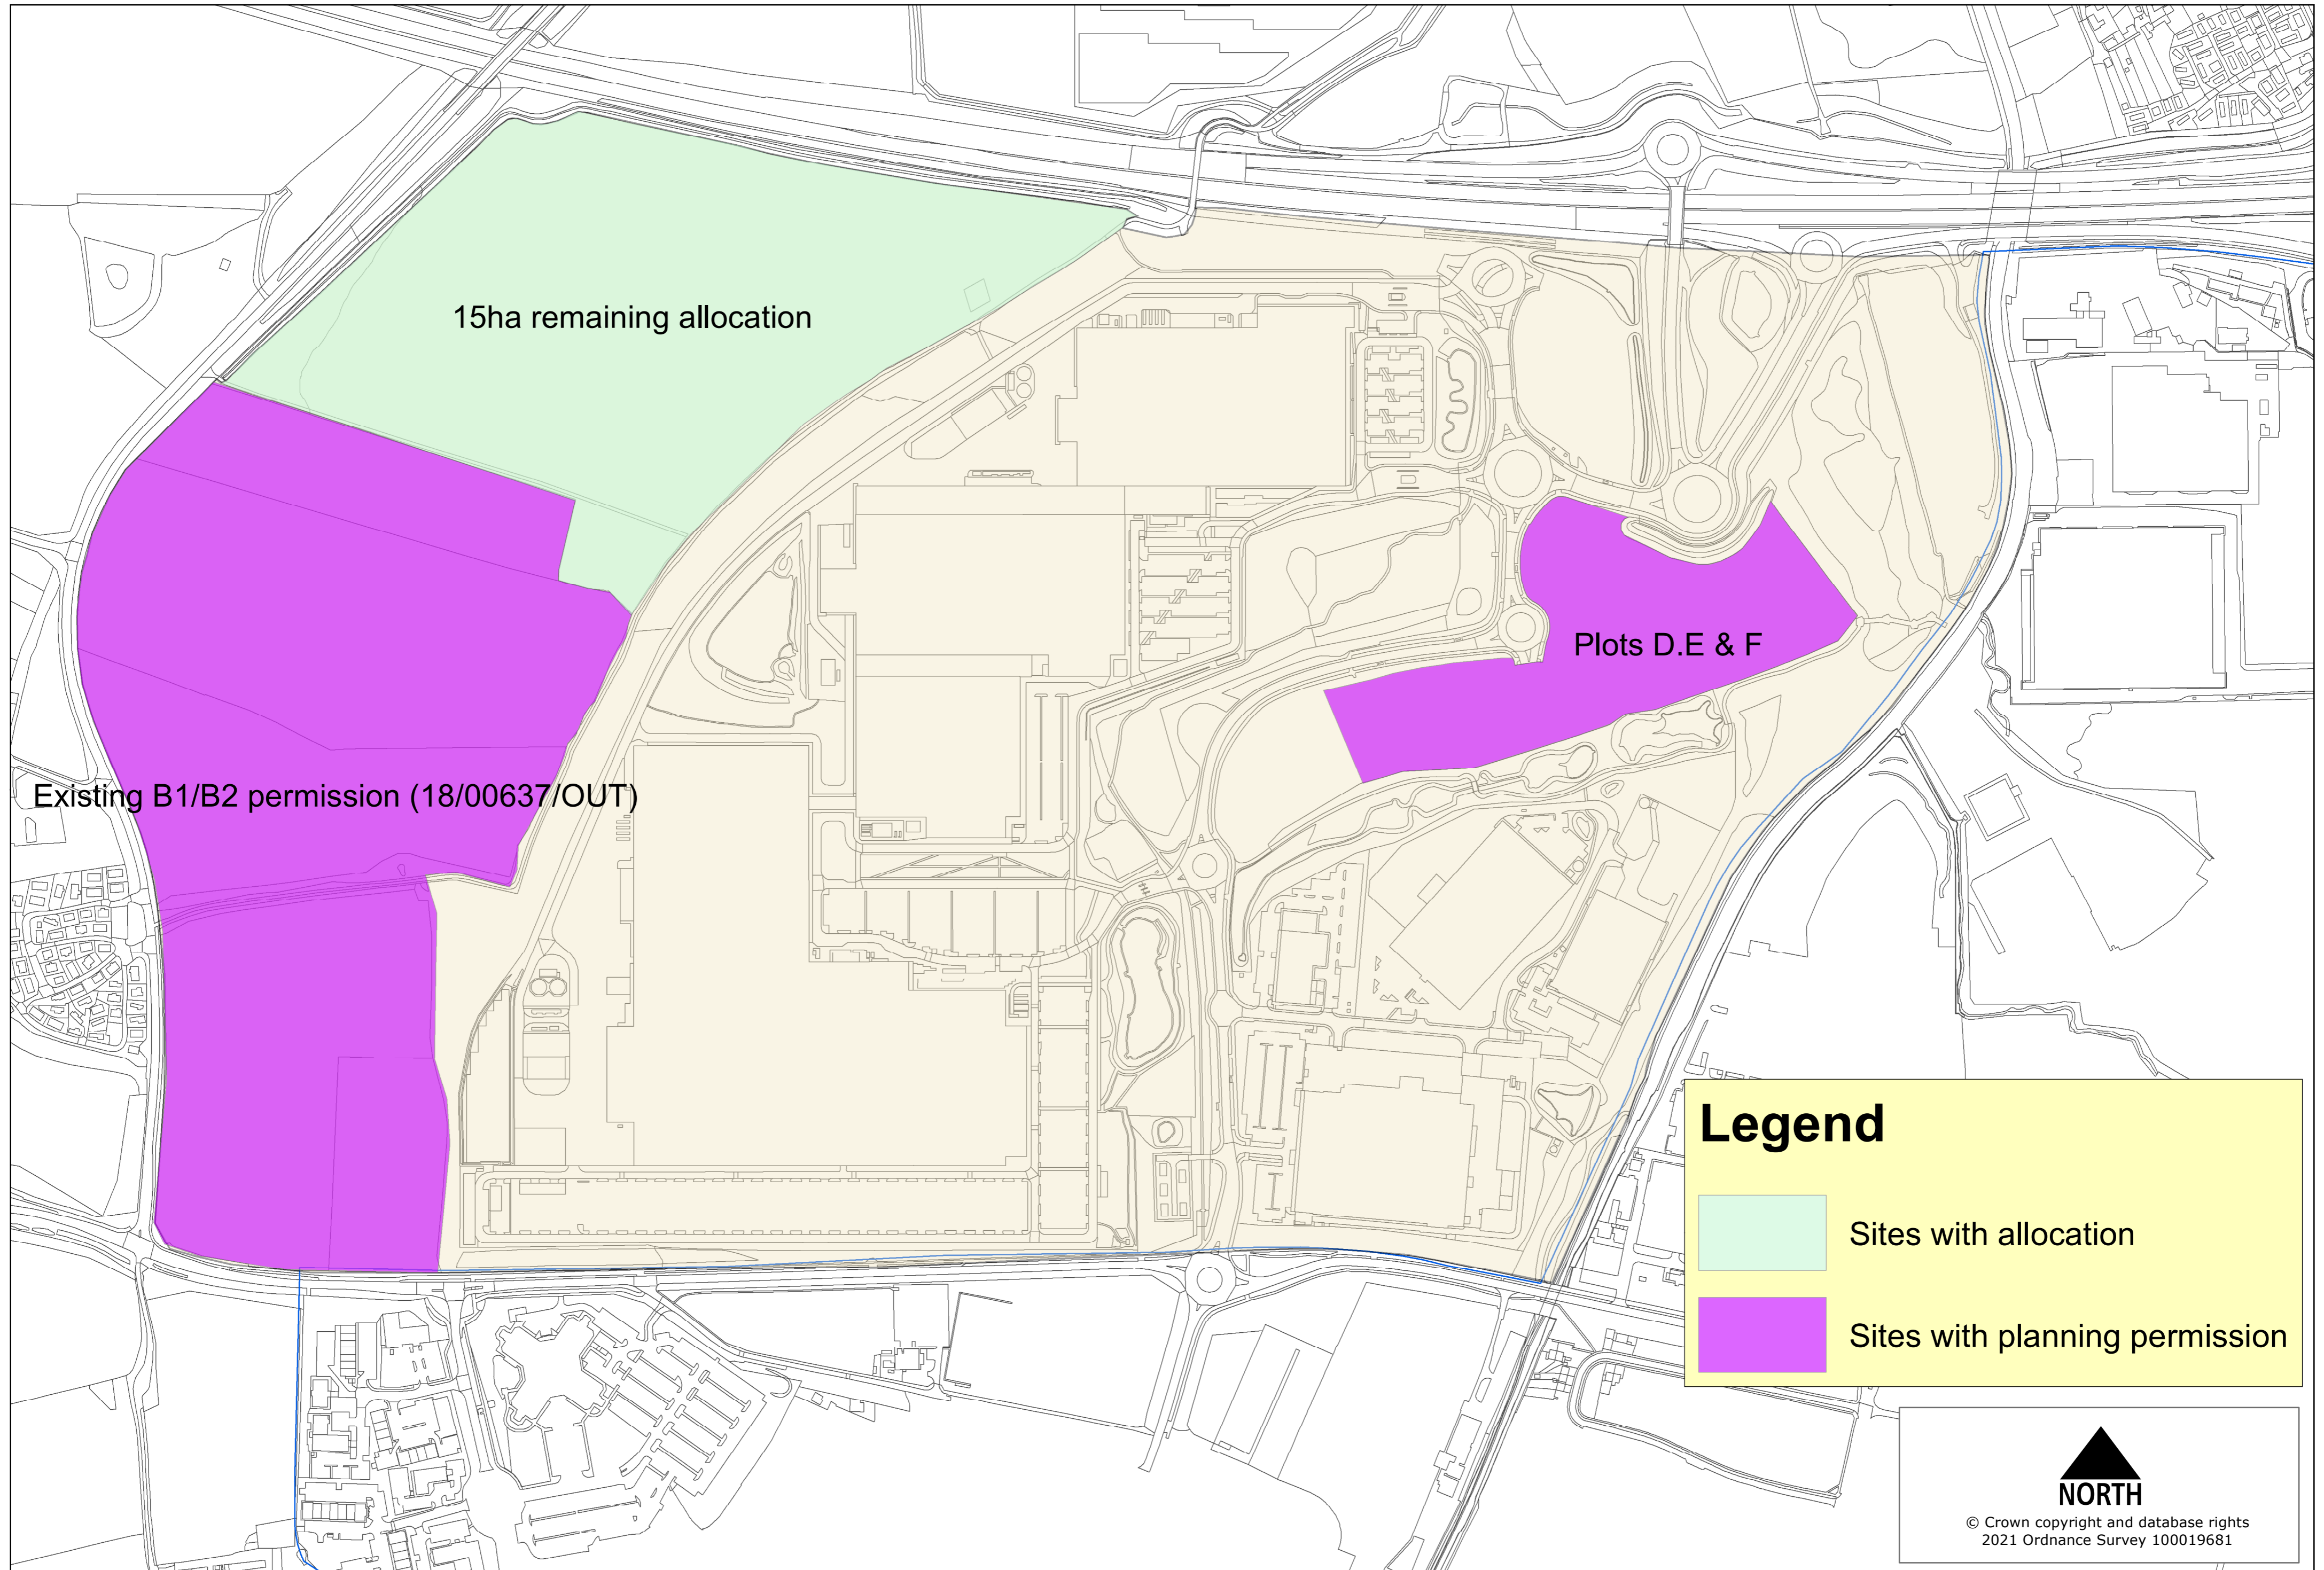 15ha remaining allocation
Plots D.E & F
Existing B1/B2 permission (18/00637/OUT)
Legend
Sites with allocation
Sites with planning permission
NORTH
© Crown copyright and database rights
2021 Ordnance Survey 100019681